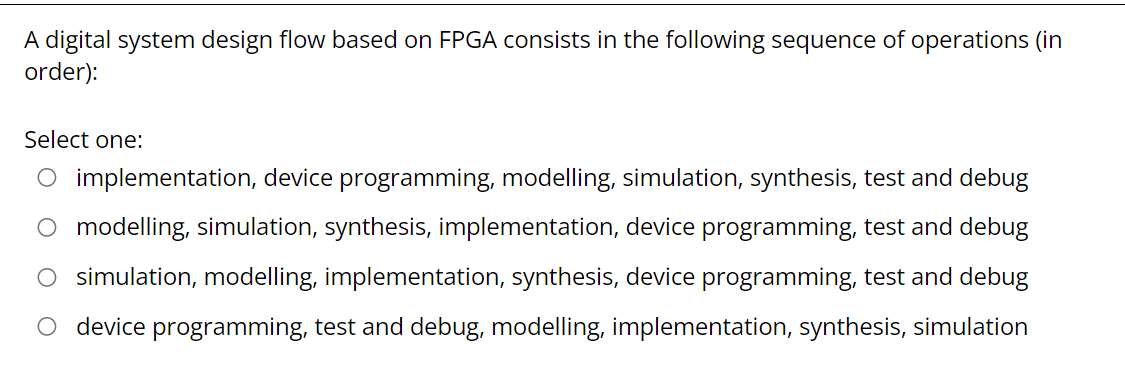 A digital system design flow based on FPGA consists in the following sequence of operations (in
order):
Select one:
implementation, device programming, modelling, simulation, synthesis, test and debug
modelling, simulation, synthesis, implementation, device programming, test and debug
simulation, modelling, implementation, synthesis, device programming, test and debug
device programming, test and debug, modelling, implementation, synthesis, simulation